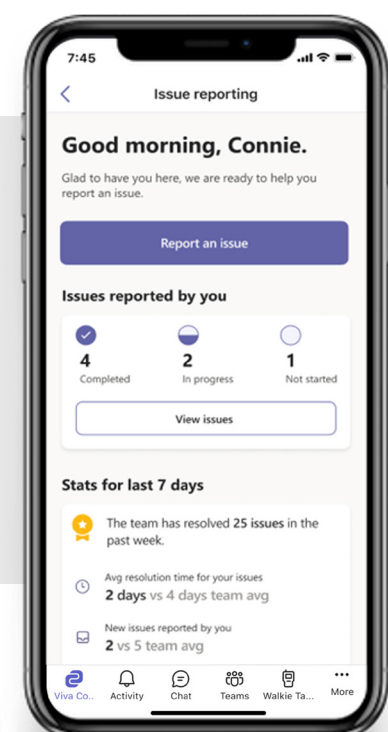 7:45
Issue reporting
Good morning, Connie.
Glad to have you here, we are ready to help you
report an issue.
Report an issue
Issues reported by you
4
Completed
2
In progress
1
Not started
View issues
Stats for last 7 days
The team has resolved 25 issues in the
past week.
Avg resolution time for your issues
2 days vs 4 days team avg
New issues reported by you
2 vs 5 team avg
Viva Co..
Activity
Chat
Teams
Walkie Ta...
More